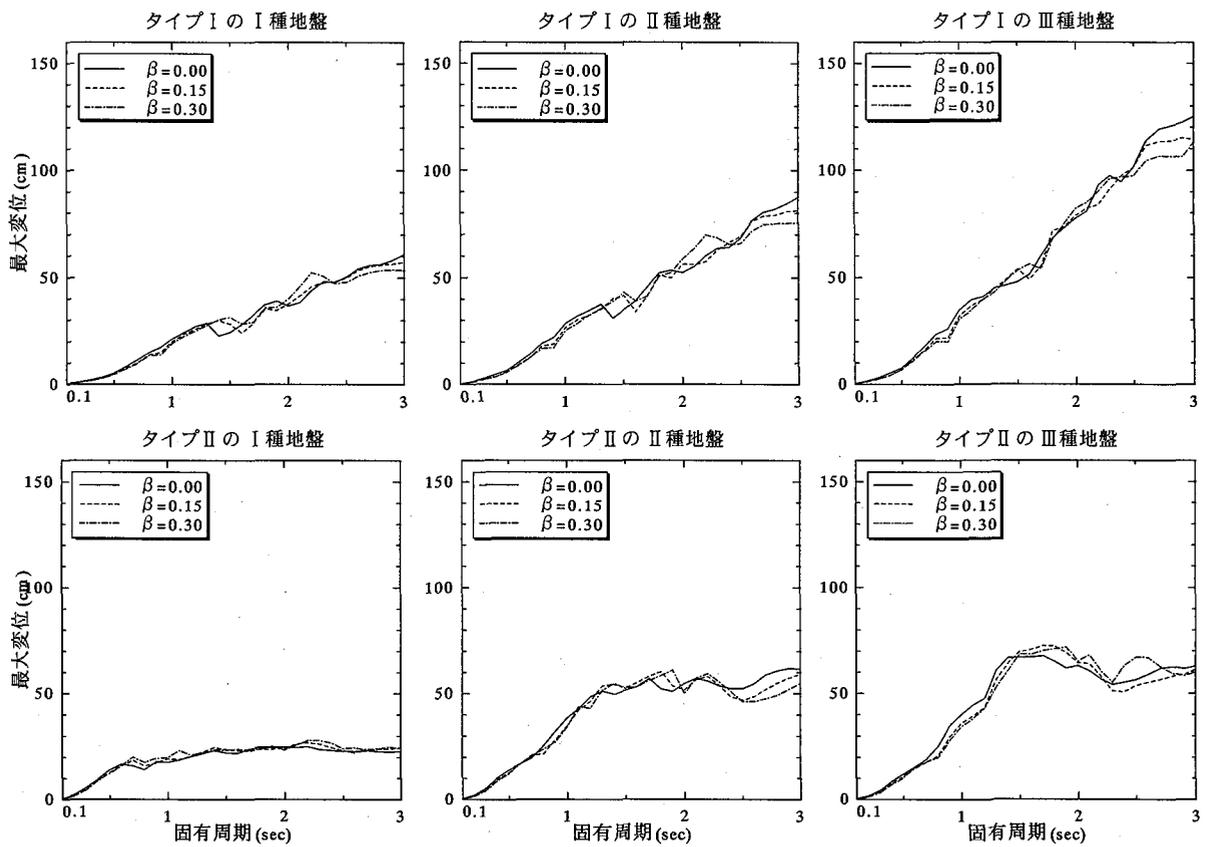 タイプⅠの Ⅰ種地盤
タイプⅠの Ⅱ種地盤
タイプⅠのⅢ種地盤
150
β=0.00
β=0.15
β=0.30
100
50
0
0.1
1
2
3
最大変位(cm)
150
β=0.00
β=0.15
β=0.30
100
50
0
0.1
1
2
3
150
β=0.00
β=0.15
β=0.30
100
50
0
0.1
1
2
3
タイプⅡの Ⅰ種地盤
タイプⅡの Ⅱ種地盤
タイプⅡのⅢ種地盤
150
β=0.00
β=0.15
β=0.30
100
50
0
0.1
1
2
3
最大変位(cm)
固有周期(sec)
150
β=0.00
β=0.15
β=0.30
100
50
0
0.1
1
2
3
固有周期(sec)
150
β=0.00
β=0.15
β=0.30
100
50
0
0.1
1
2
3
固有周期(sec)